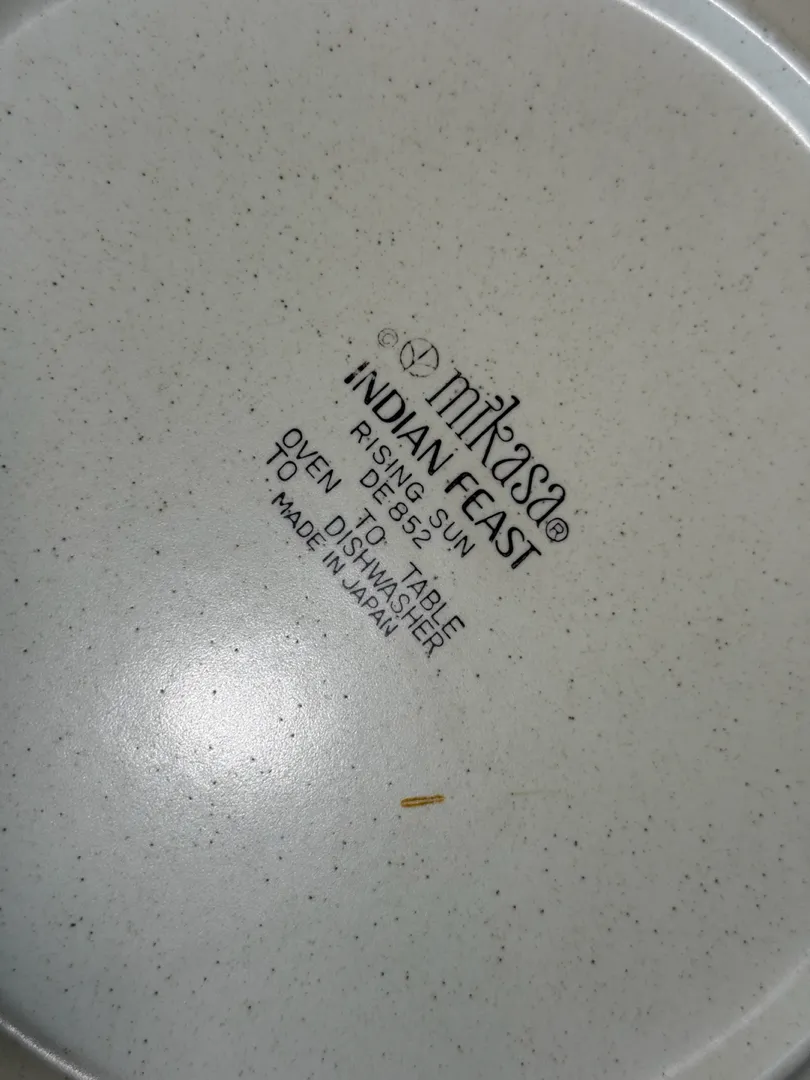 © mikasa®
INDIAN FEAST
RISING SUN
DE 852
OVEN TO TABLE
TO DISHWASHER
MADE IN JAPAN